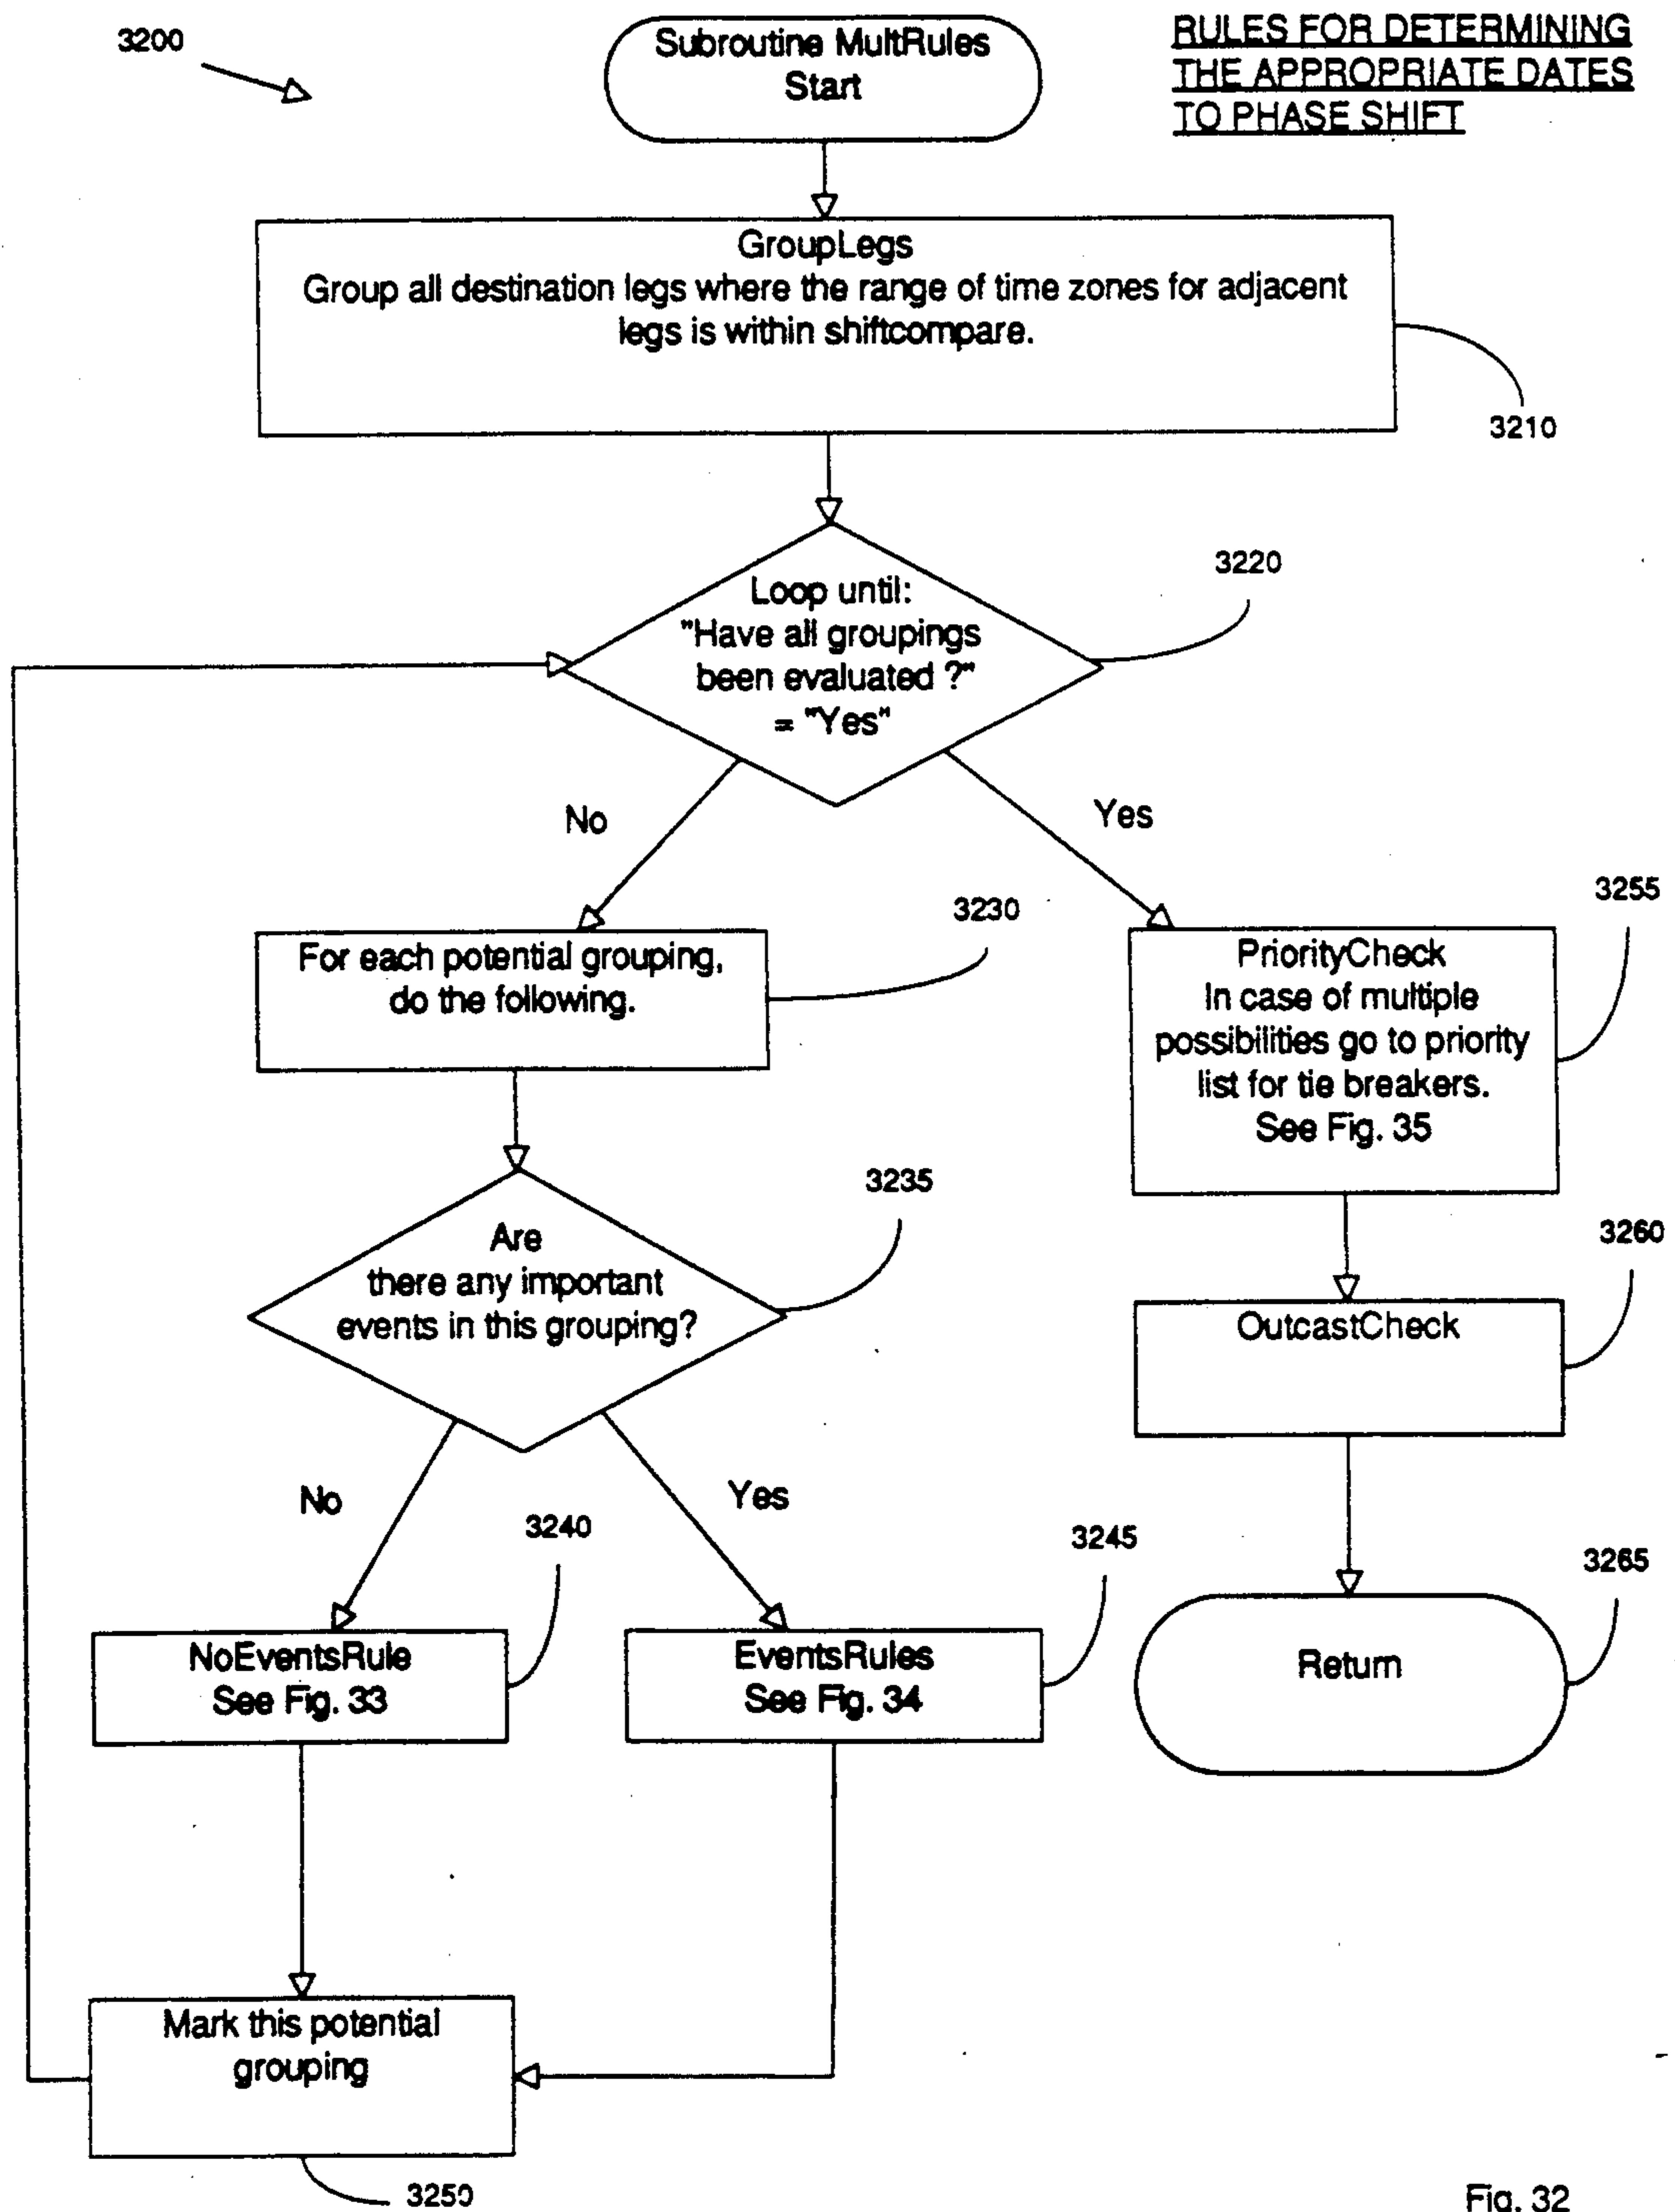 3200
Subroutine MultRules
Start
RULES FOR DETERMINING
THE APPROPRIATE DATES
TO PHASE SHIFT
GroupLegs
Group all destination legs where the range of time zones for adjacent
legs is within shiftcompare.
3210
Loop until:
"Have all groupings
been evaluated ?"
= "Yes"
3220
No
Yes
3230
For each potential grouping,
do the following.
3255
PriorityCheck
In case of multiple
possibilities go to priority
list for tie breakers.
See Fig. 35
3235
Are
there any important
events in this grouping?
3260
OutcastCheck
No
Yes
3240
NoEventsRule
See Fig. 33
3245
EventsRules
See Fig. 34
3265
Return
Mark this potential
grouping
3250
Fig. 32